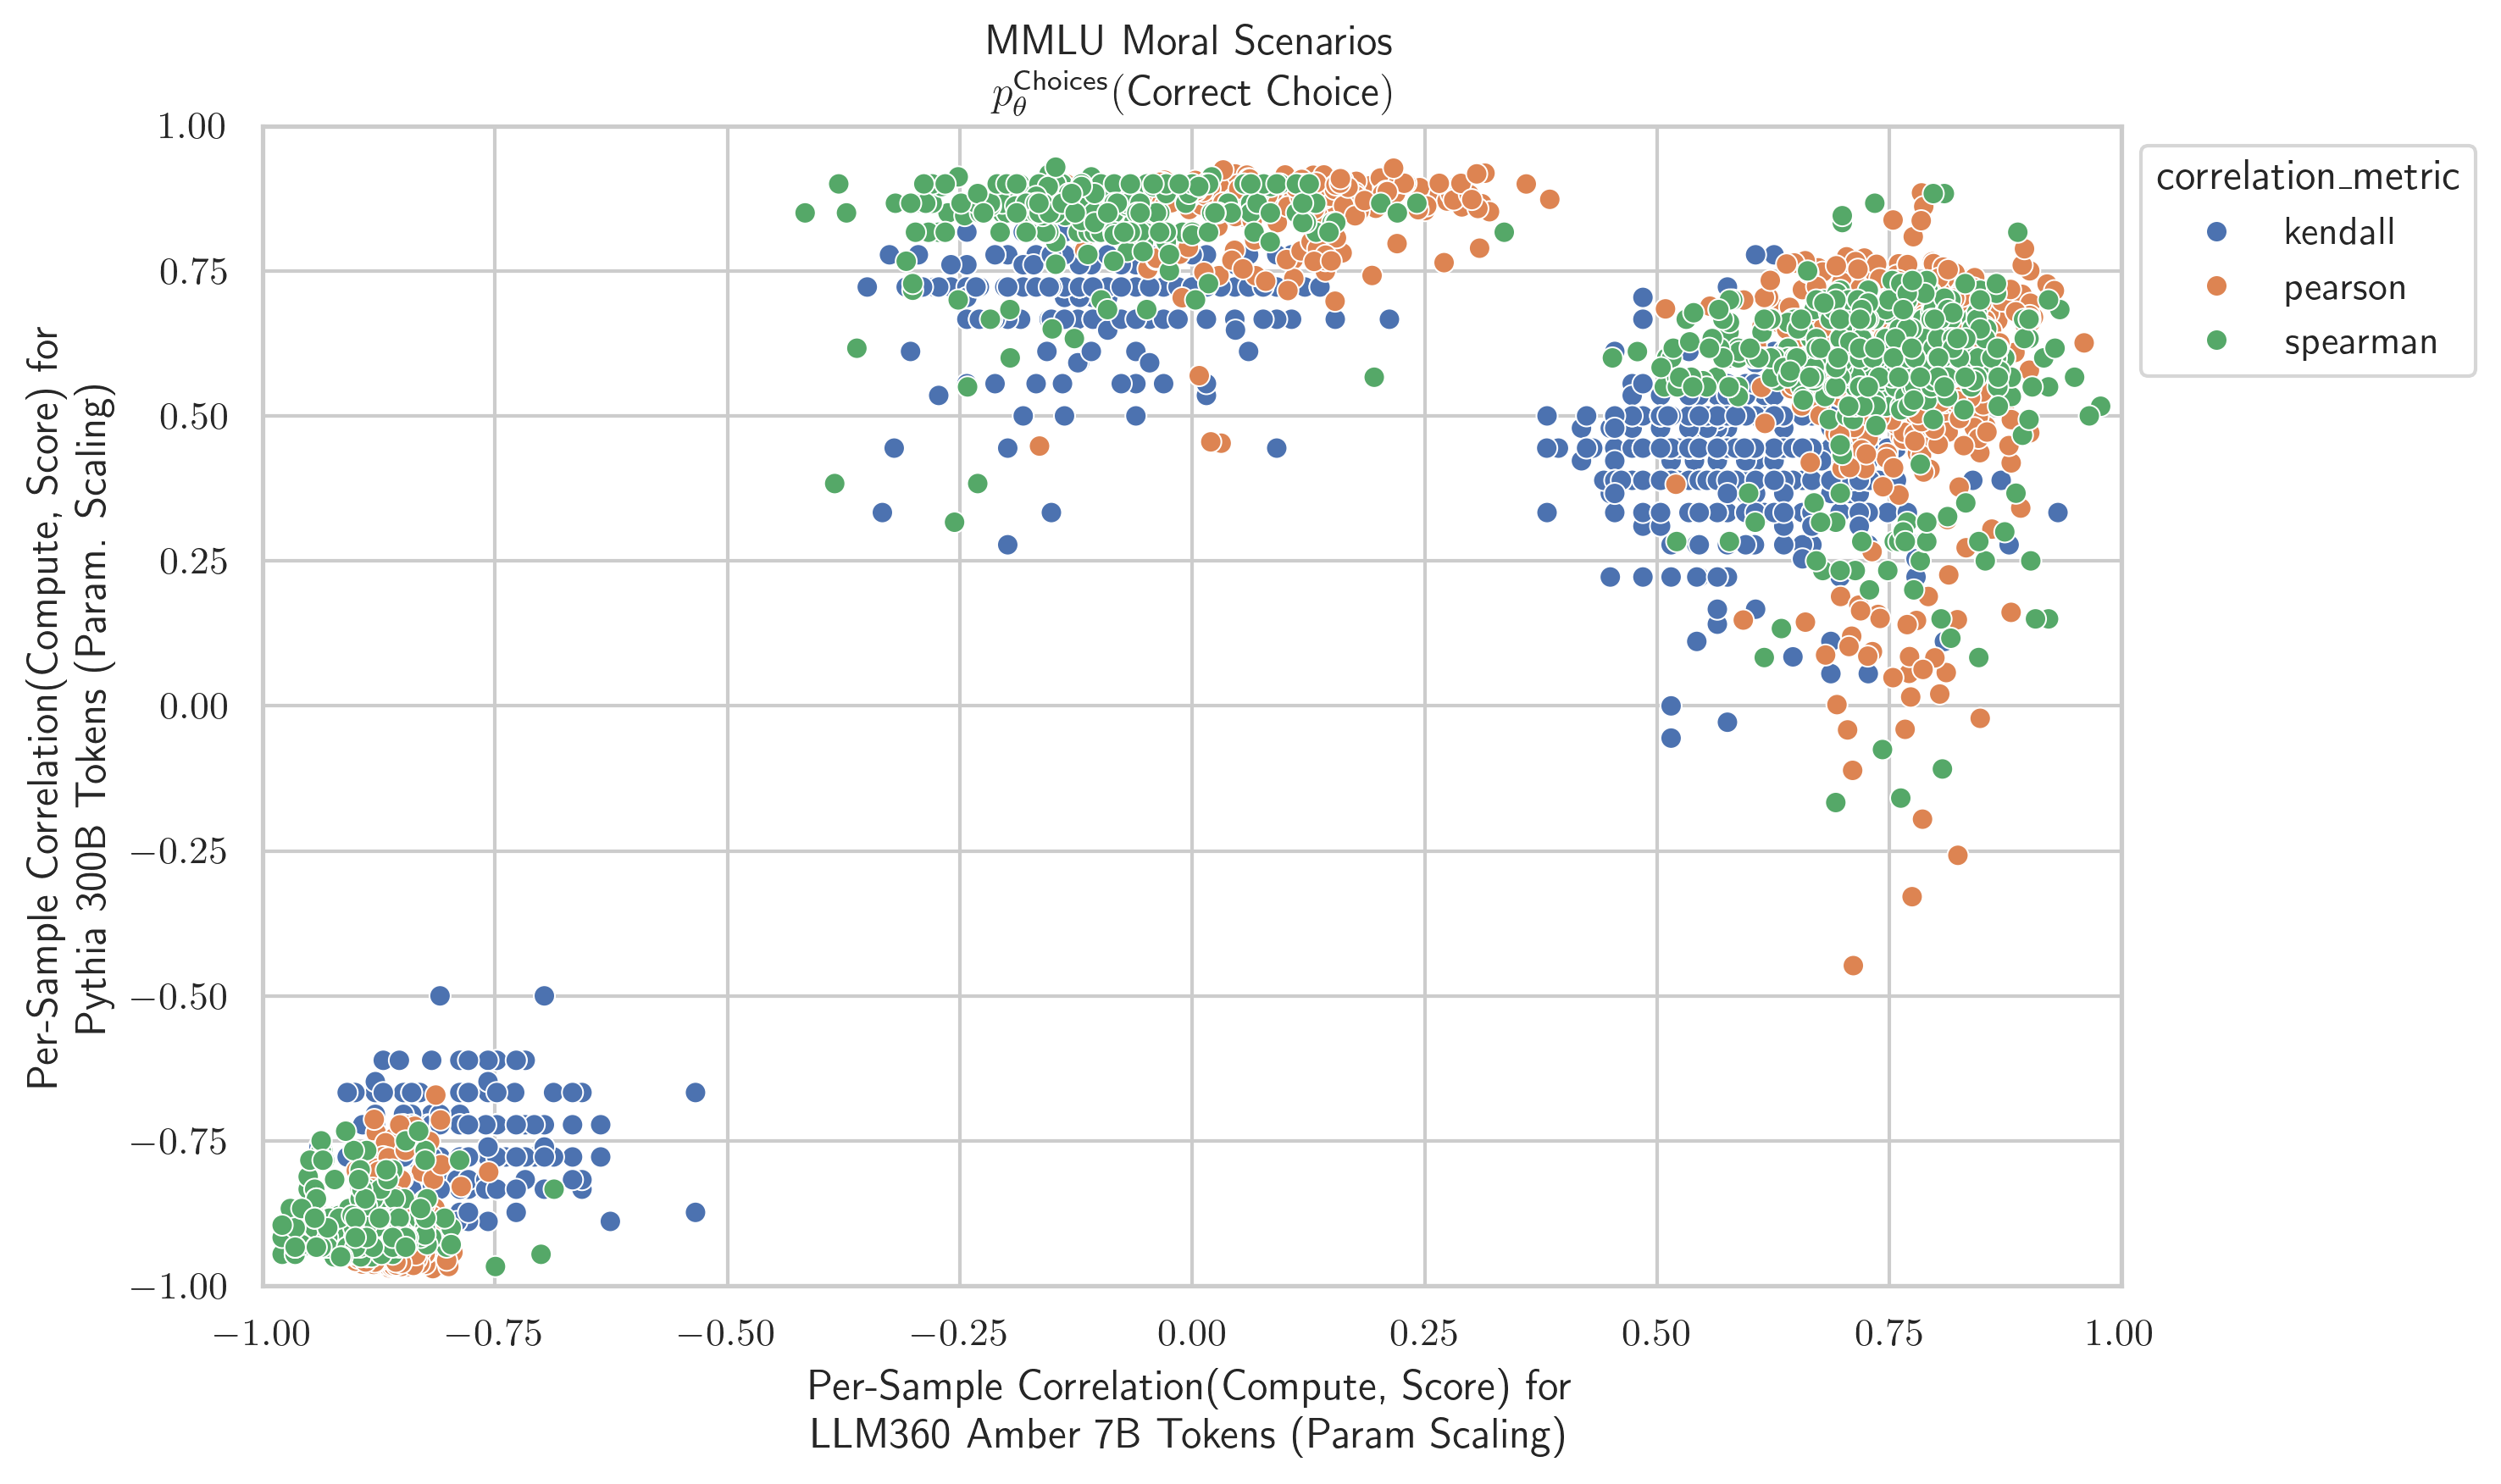 MMLU Moral Scenarios
p_θ^Choices(Correct Choice)
1.00
0.75
0.50
0.25
0.00
−0.25
−0.50
−0.75
−1.00
Per-Sample Correlation(Compute, Score) for
Pythia 300B Tokens (Param. Scaling)
−1.00 −0.75 −0.50 −0.25 0.00 0.25 0.50 0.75 1.00
Per-Sample Correlation(Compute, Score) for
LLM360 Amber 7B Tokens (Param Scaling)
correlation_metric
kendall
pearson
spearman